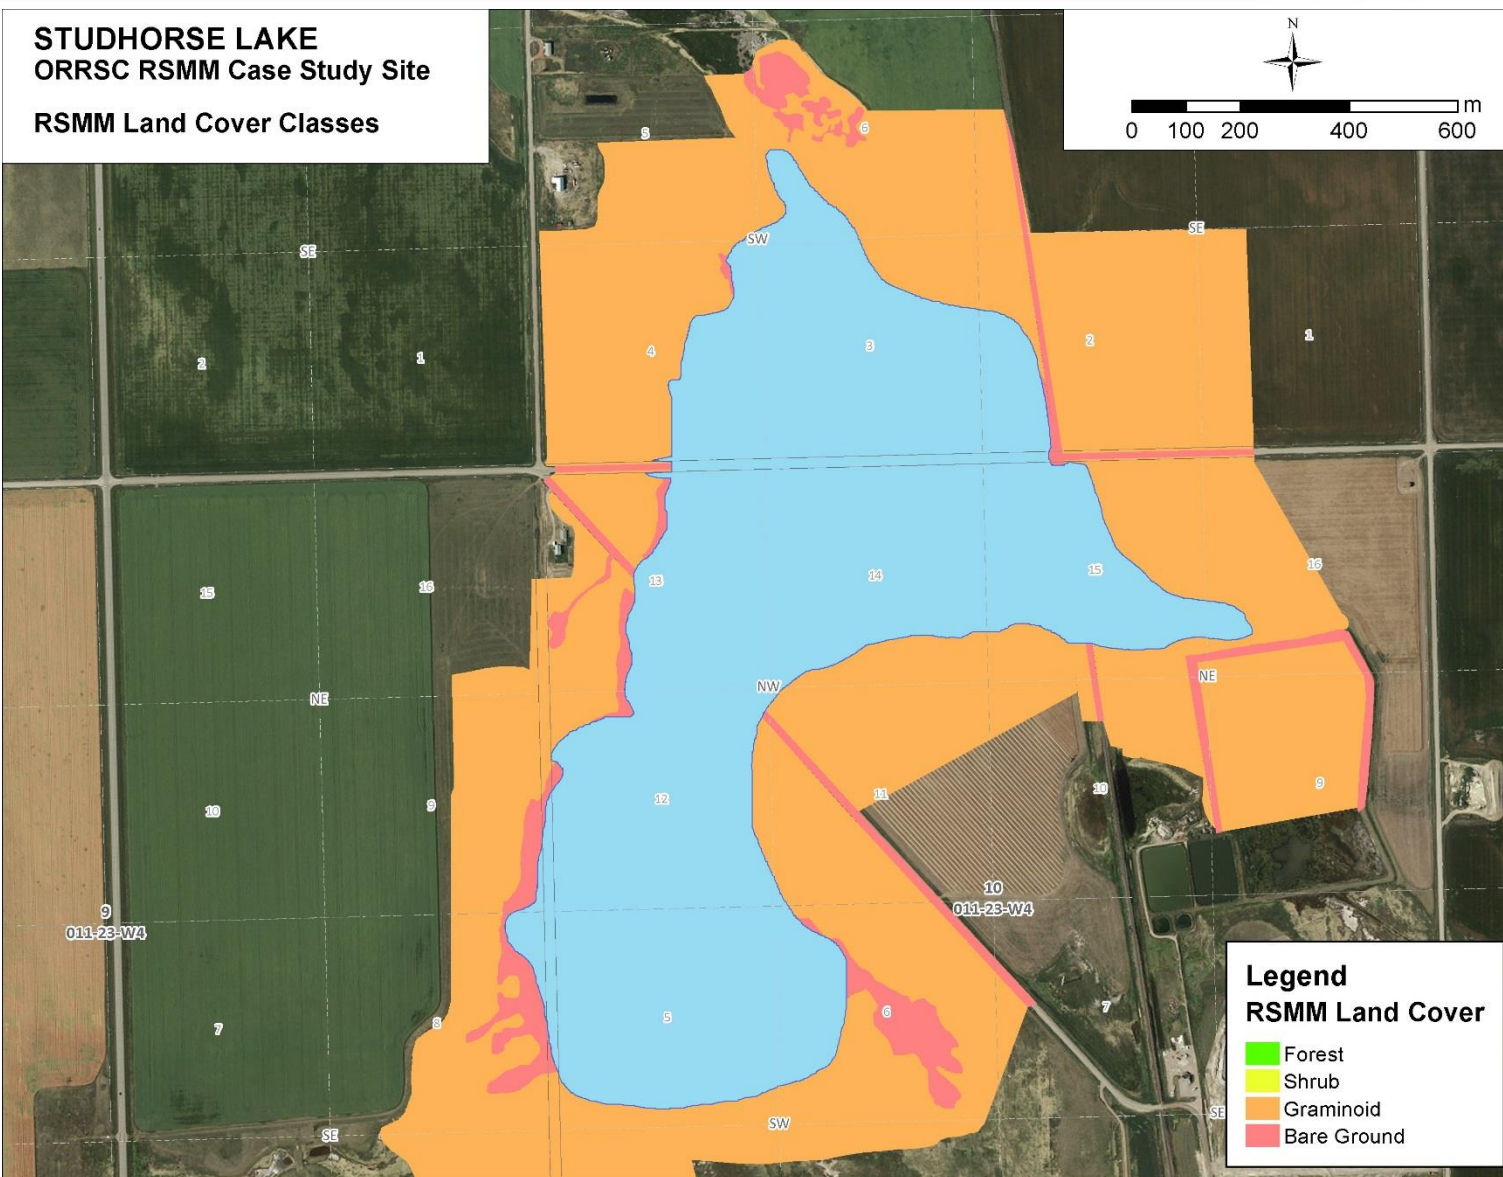 STUDHORSE LAKE
ORRSC RSMM Case Study Site
RSMM Land Cover Classes
N
m
0 100 200 400 600
5
6
SW
SE
SE
2
1
4
3
2
1
15
16
13
14
15
16
NE
NW
NE
10
9
12
11
10
9
9
011-23-W4
10
011-23-W4
7
8
5
6
7
SE
SW
SE
Legend
RSMM Land Cover
Forest
Shrub
Graminoid
Bare Ground